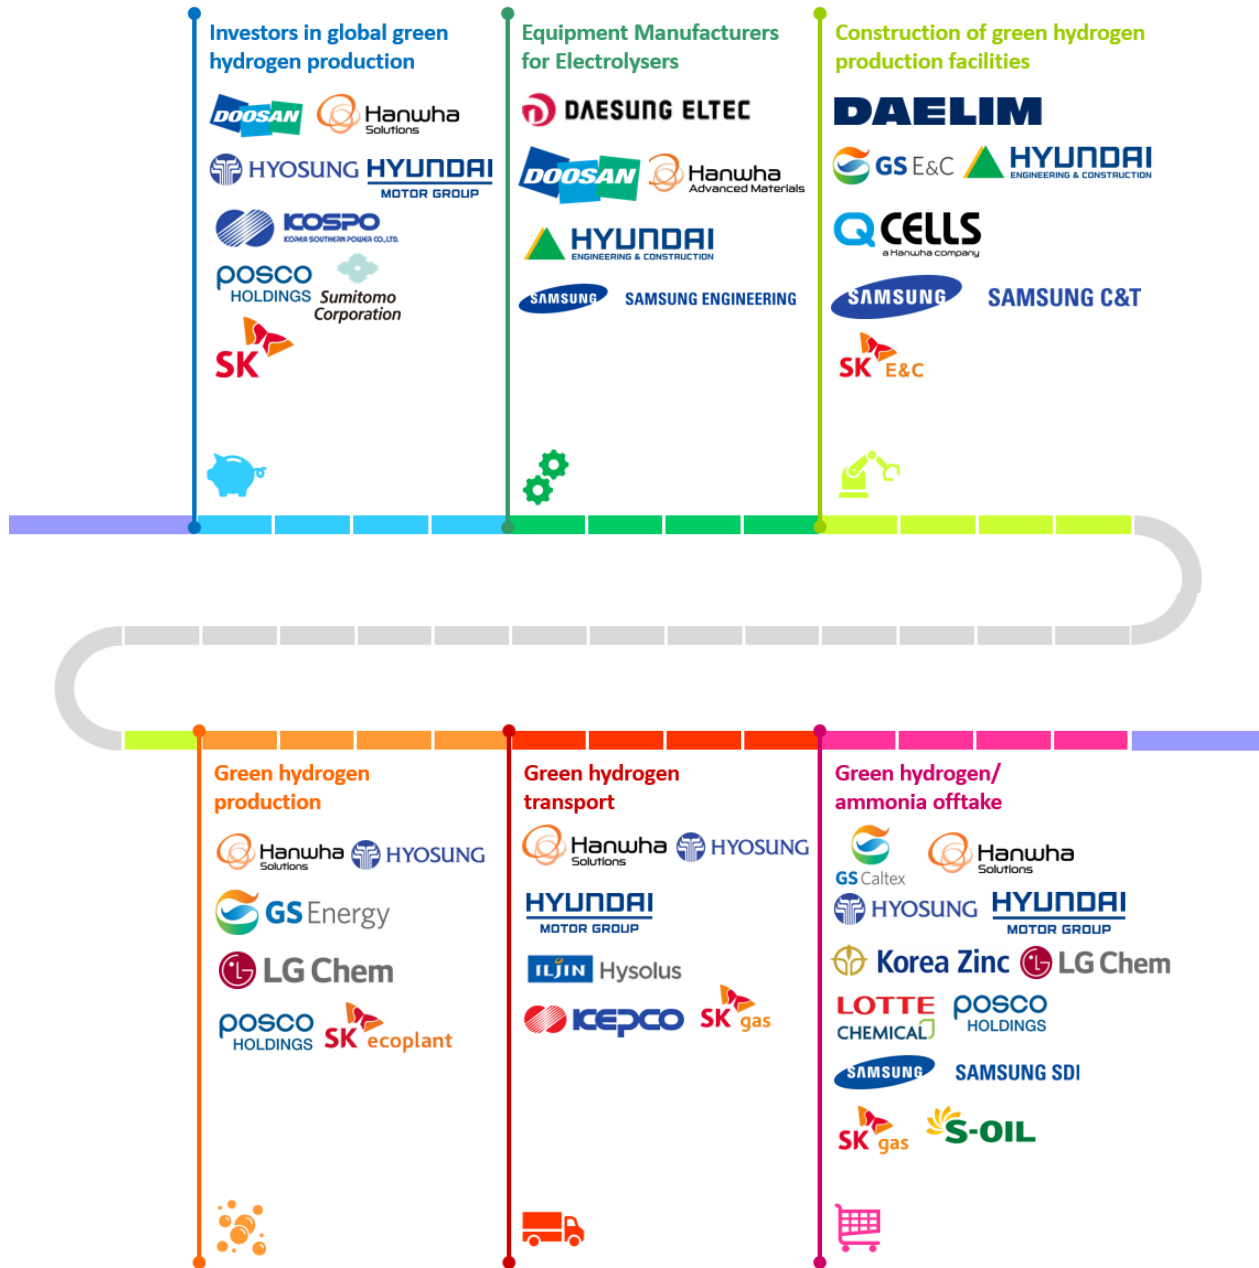 Investors in global green
hydrogen production
DOOSAN
Hanwha
Solutions
HYOSUNG
HYUNDAI
MOTOR GROUP
KOSPO
KOREA SOUTHERN POWER CO.,LTD.
posco
HOLDINGS
Sumitomo
Corporation
SK
Equipment Manufacturers
for Electrolysers
DAESUNG ELTEC
DOOSAN
Hanwha
Advanced Materials
HYUNDAI
ENGINEERING & CONSTRUCTION
SAMSUNG SAMSUNG ENGINEERING
Construction of green hydrogen
production facilities
DAELIM
GS E&C
HYUNDAI
ENGINEERING & CONSTRUCTION
Q CELLS
a Hanwha company
SAMSUNG SAMSUNG C&T
SK E&C
Green hydrogen
production
Hanwha
Solutions
HYOSUNG
GS Energy
LG Chem
posco
HOLDINGS
SK ecoplant
Green hydrogen
transport
Hanwha
Solutions
HYOSUNG
HYUNDAI
MOTOR GROUP
ILJIN Hysolus
KEPCO
SK gas
Green hydrogen/
ammonia offtake
GS Caltex
Hanwha
Solutions
HYOSUNG
HYUNDAI
MOTOR GROUP
Korea Zinc
LG Chem
LOTTE
CHEMICAL
posco
HOLDINGS
SAMSUNG SAMSUNG SDI
SK gas
S-OIL